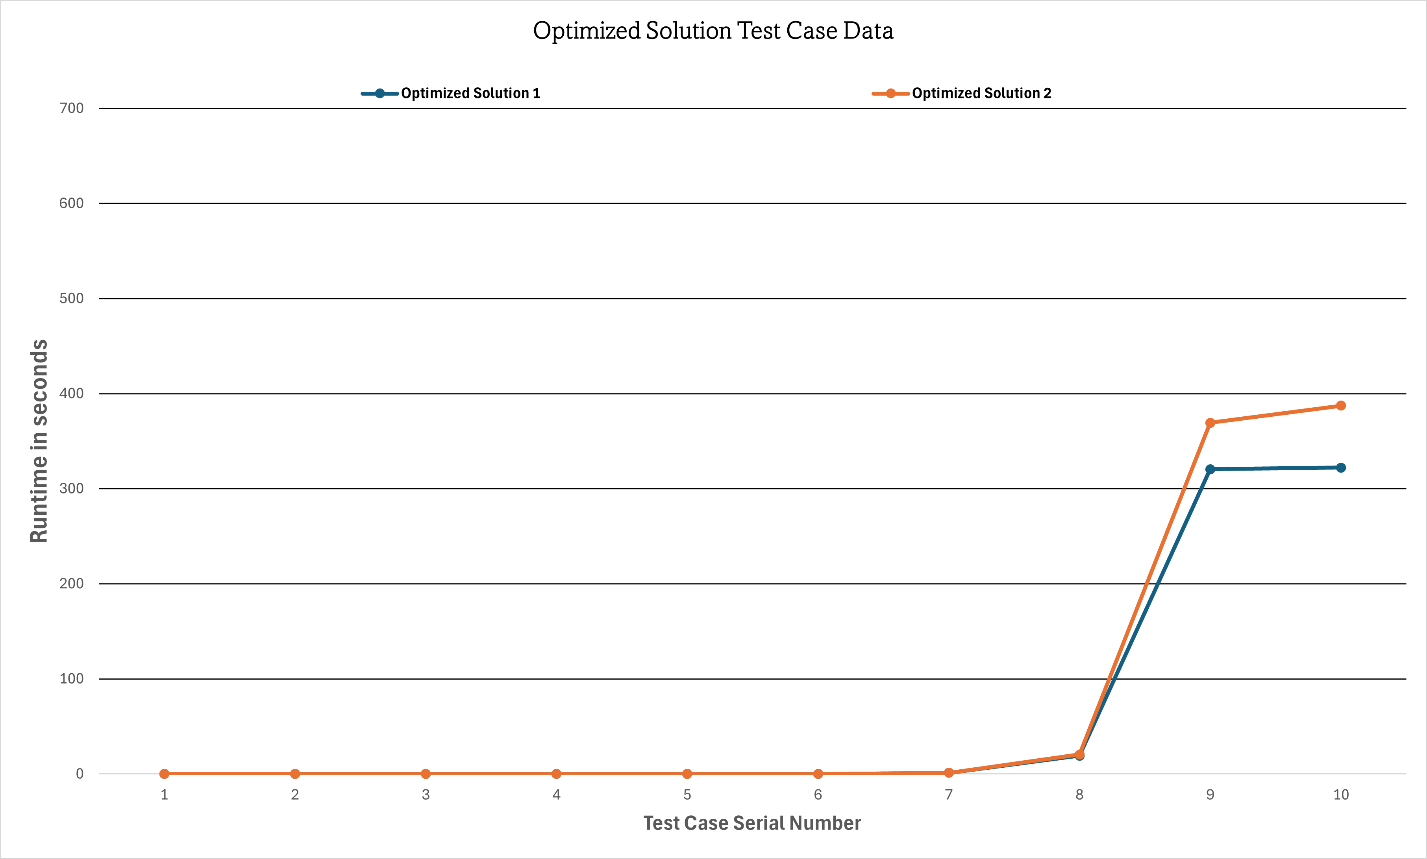 Optimized Solution Test Case Data
Optimized Solution 1
Optimized Solution 2
700
600
500
400
300
200
100
0
Runtime in seconds
1 2 3 4 5 6 7 8 9 10
Test Case Serial Number